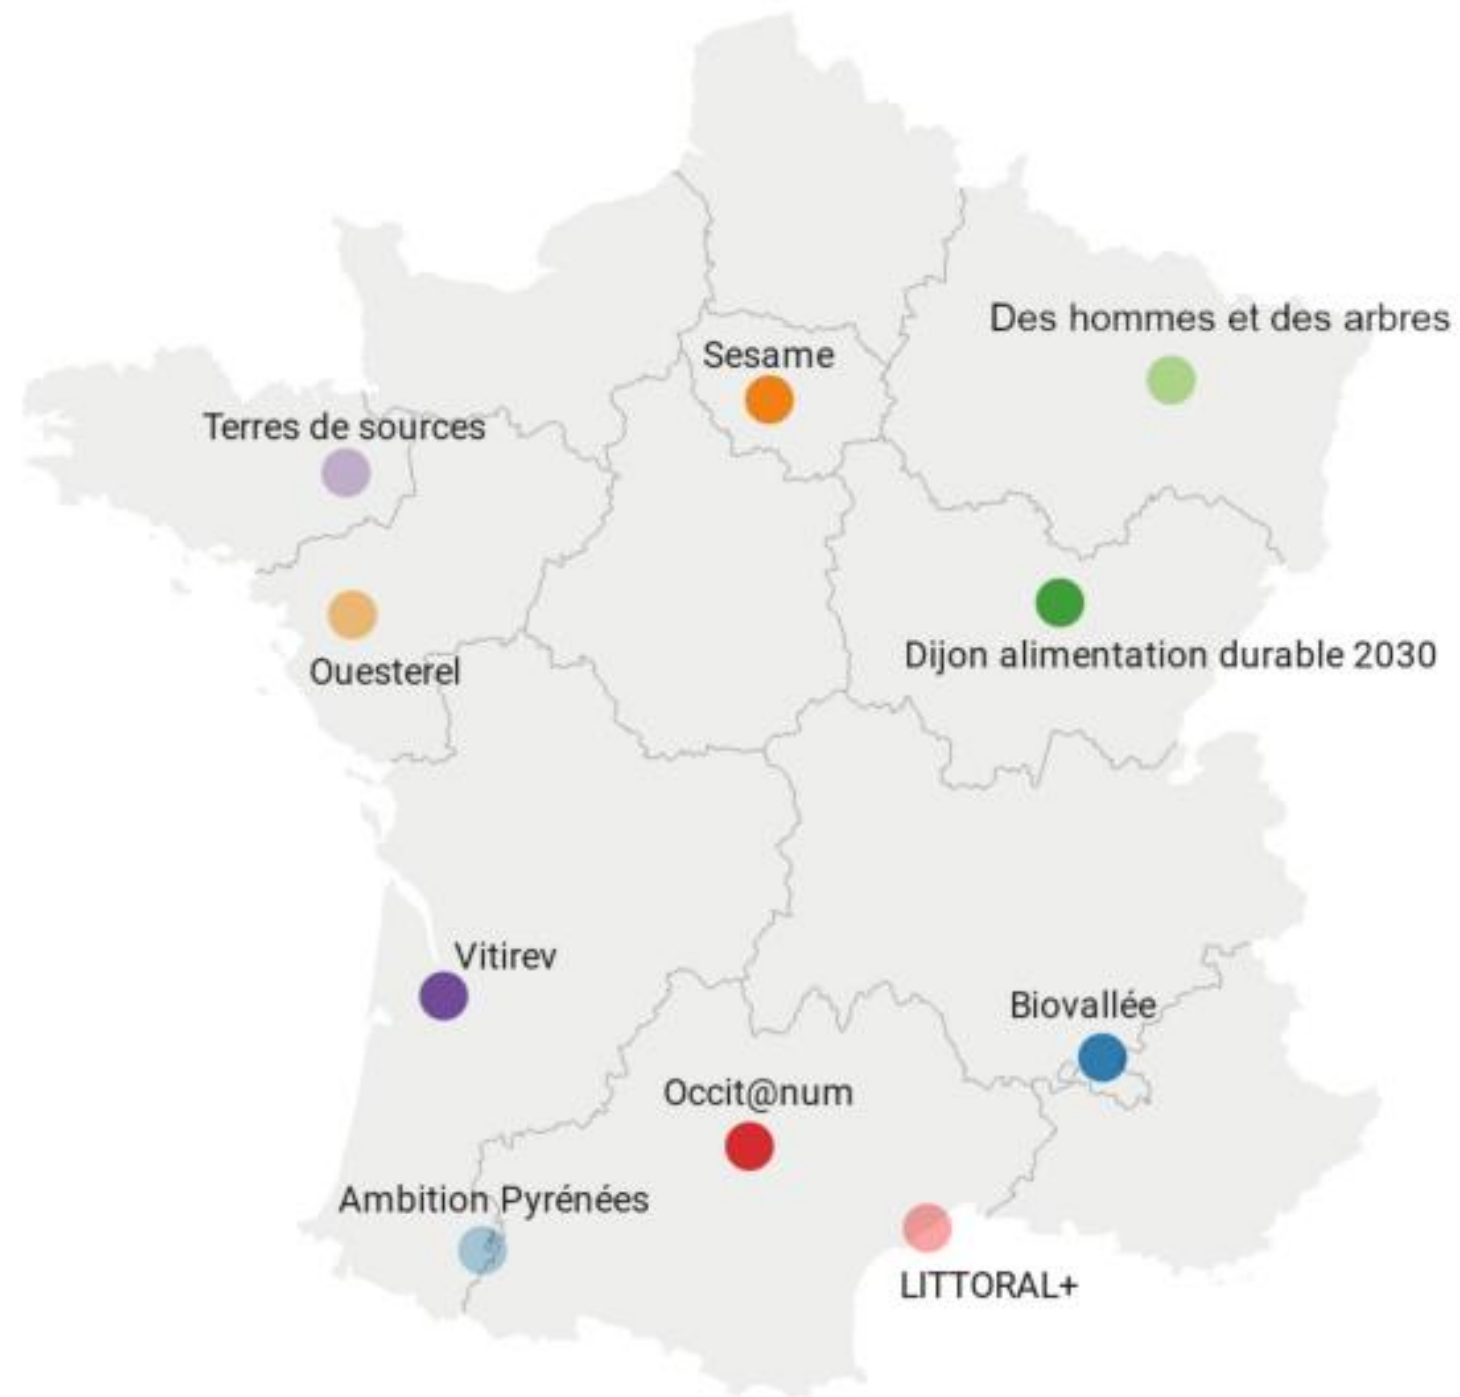 Des hommes et des arbres
Sesame
Terres de sources
Dijon alimentation durable 2030
Ouesterel
Vitirev
Biovallée
Occit@num
Ambition Pyrénées
LITTORAL+